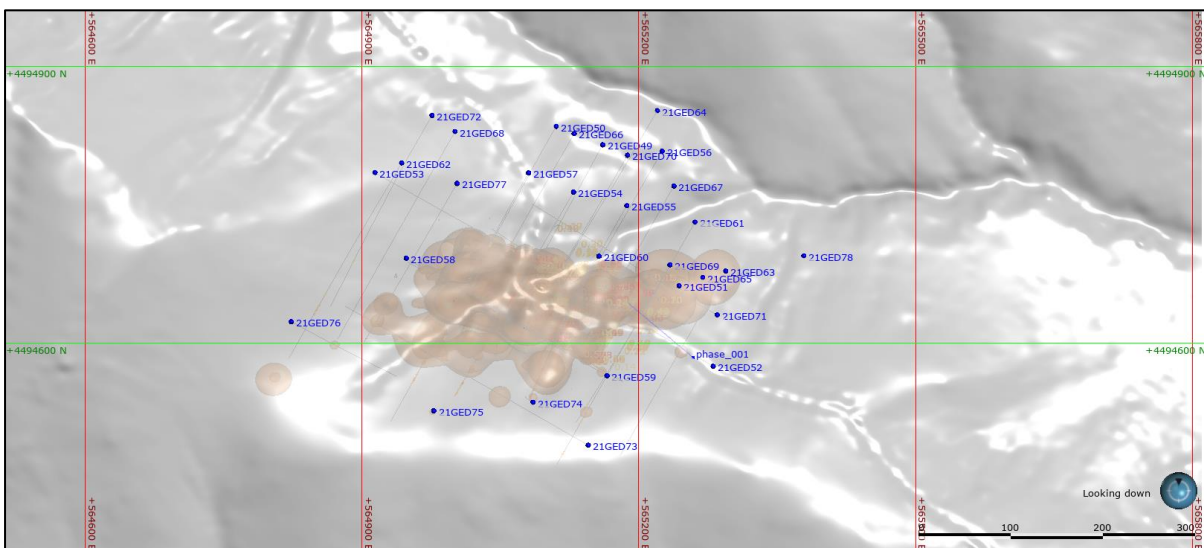 +564600 E
+564900 E
+565200 E
+565500 E
+565800 E
+4494900 N
+4494900 N
21GED64
21GED72
21GED50
21GED68
21GED66
21GED49
21GED70
21GED56
21GED62
21GED53
21GED57
21GED77
21GED67
21GED54
21GED55
21GED61
21GED58
21GED60
21GED78
21GED69
21GED63
21GED65
21GED51
21GED71
21GED76
+4494600 N
+4494600 N
phase_001
21GED52
21GED59
21GED74
21GED75
21GED73
Looking down
+564600 E
+564900 E
+565200 E
100
200
300